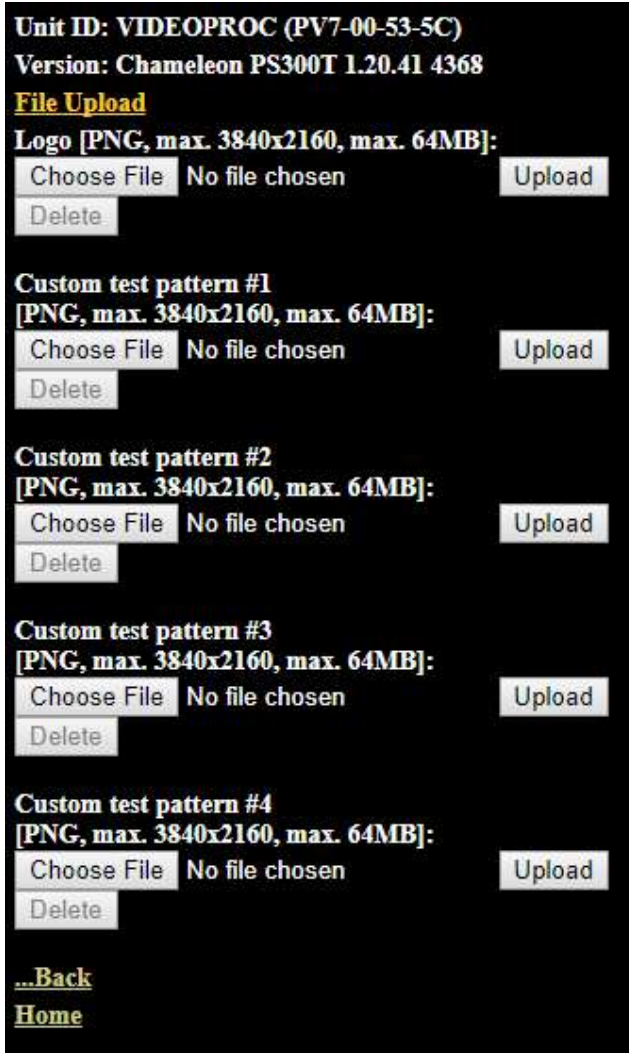 Unit ID: VIDEOPROC (PV7-00-53-5C)
Version: Chameleon PS300T 1.20.41 4368
File Upload
Logo [PNG, max. 3840x2160, max. 64MB]:
Choose File No file chosen Upload
Delete
Custom test pattern #1
[PNG, max. 3840x2160, max. 64MB]:
Choose File No file chosen Upload
Delete
Custom test pattern #2
[PNG, max. 3840x2160, max. 64MB]:
Choose File No file chosen Upload
Delete
Custom test pattern #3
[PNG, max. 3840x2160, max. 64MB]:
Choose File No file chosen Upload
Delete
Custom test pattern #4
[PNG, max. 3840x2160, max. 64MB]:
Choose File No file chosen Upload
Delete
...Back
Home